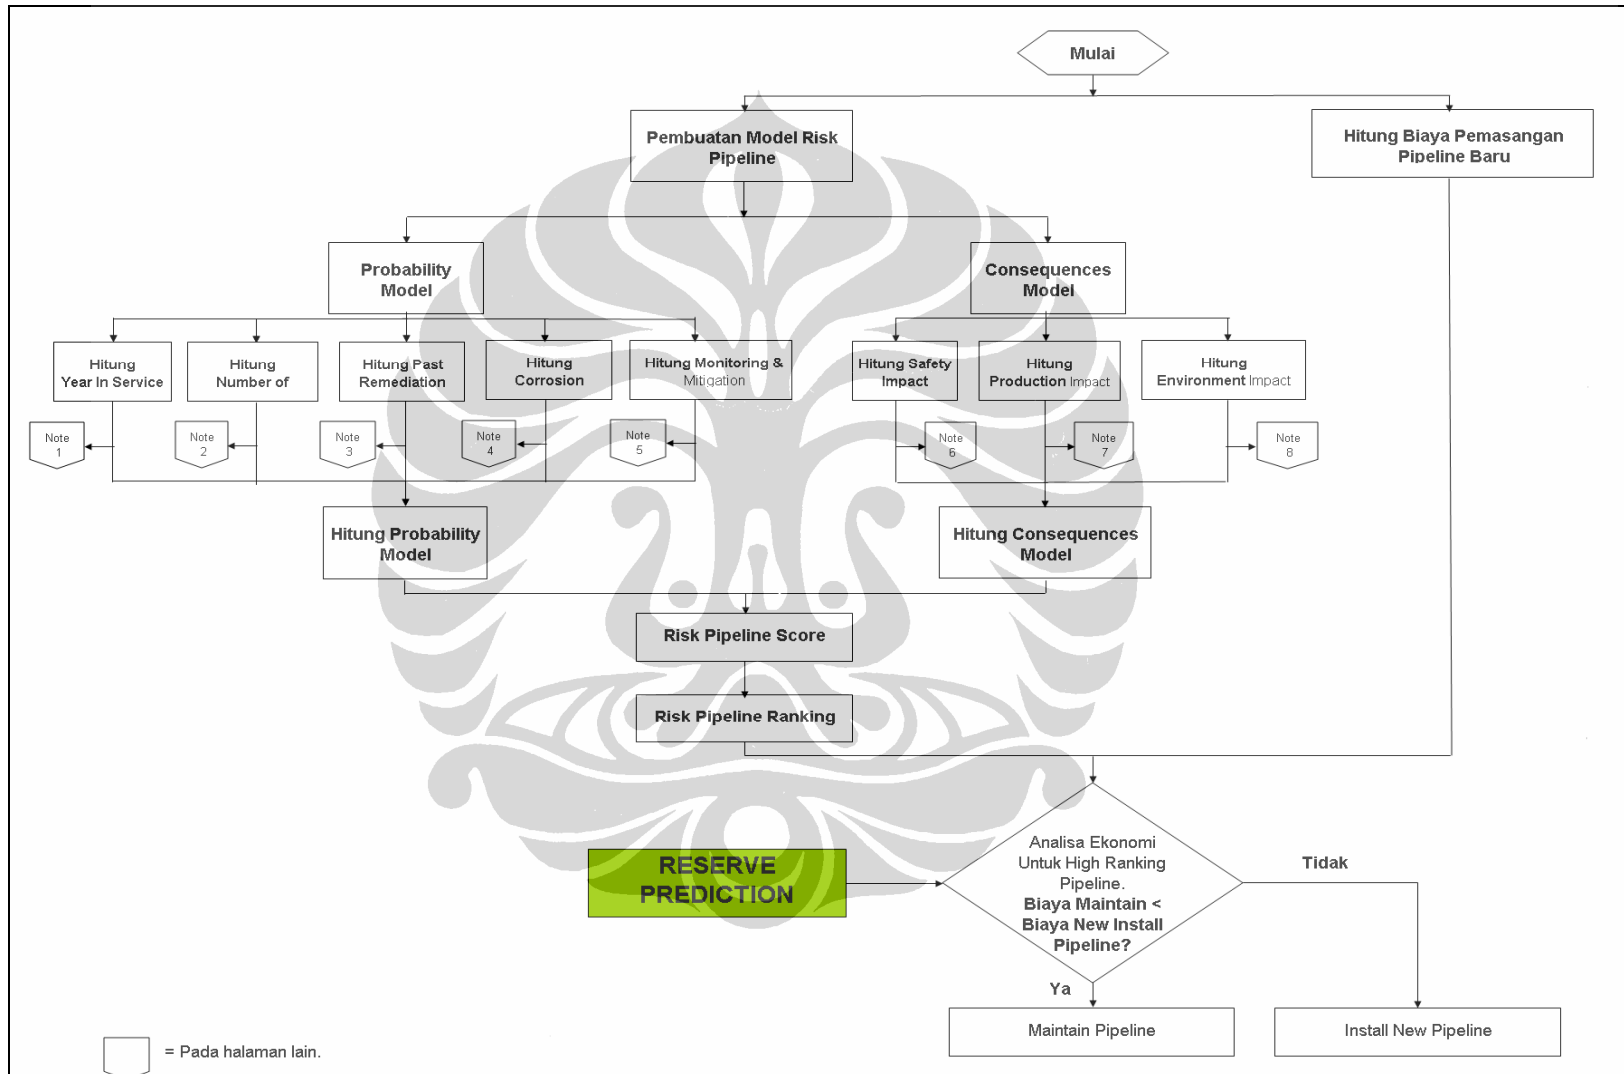 Mulai
Pembuatan Model Risk
Pipeline
Hitung Biaya Pemasangan
Pipeline Baru
Probability
Model
Consequences
Model
Hitung
Year In Service
Hitung
Number of
Hitung Past
Remediation
Hitung
Corrosion
Hitung Monitoring &
Mitigation
Hitung Safety
Impact
Hitung
Production Impact
Hitung
Environment Impact
Note
1
Note
2
Note
3
Note
4
Note
5
Note
6
Note
7
Note
8
Hitung Probability
Model
Hitung Consequences
Model
Risk Pipeline Score
Risk Pipeline Ranking
RESERVE
PREDICTION
Analisa Ekonomi
Untuk High Ranking
Pipeline.
Biaya Maintain <
Biaya New Install
Pipeline?
Tidak
Ya
Maintain Pipeline
Install New Pipeline
= Pada halaman lain.